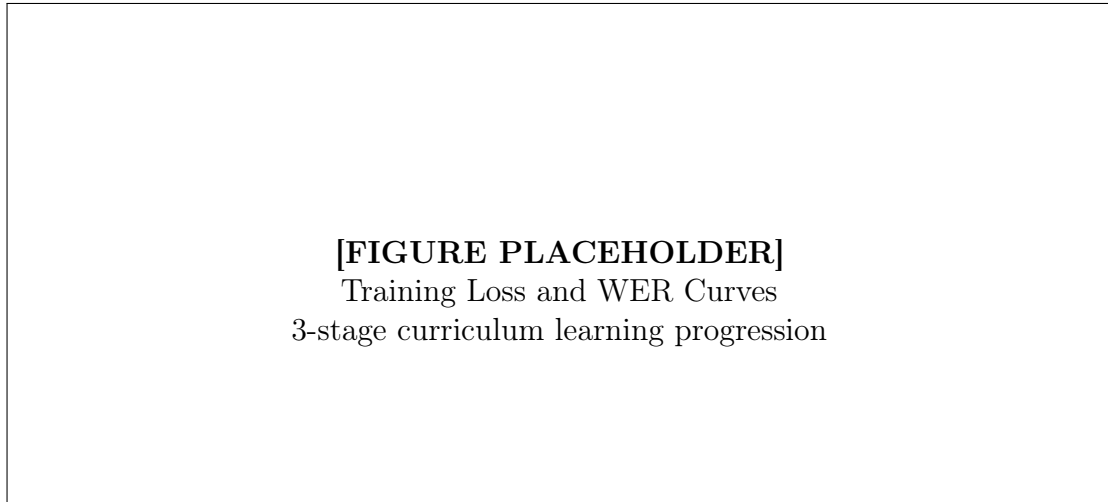 [FIGURE PLACEHOLDER]
Training Loss and WER Curves
3-stage curriculum learning progression